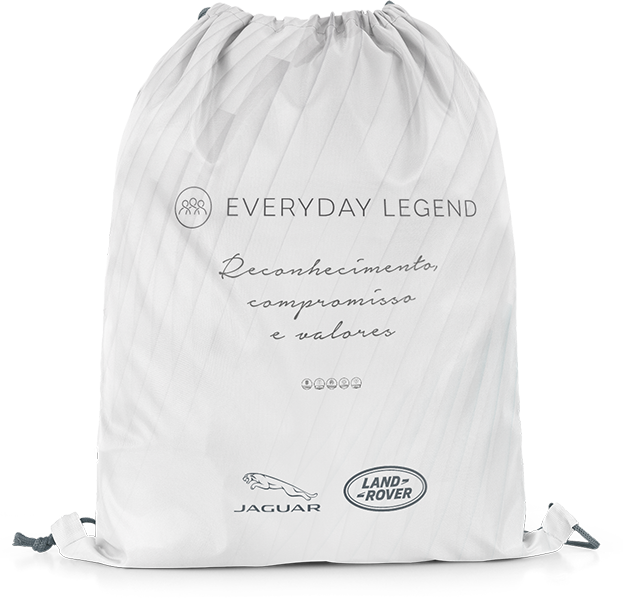 EVERYDAY LEGEND
Reconhecimento,
compromisso
e valores
JAGUAR
LAND
ROVER